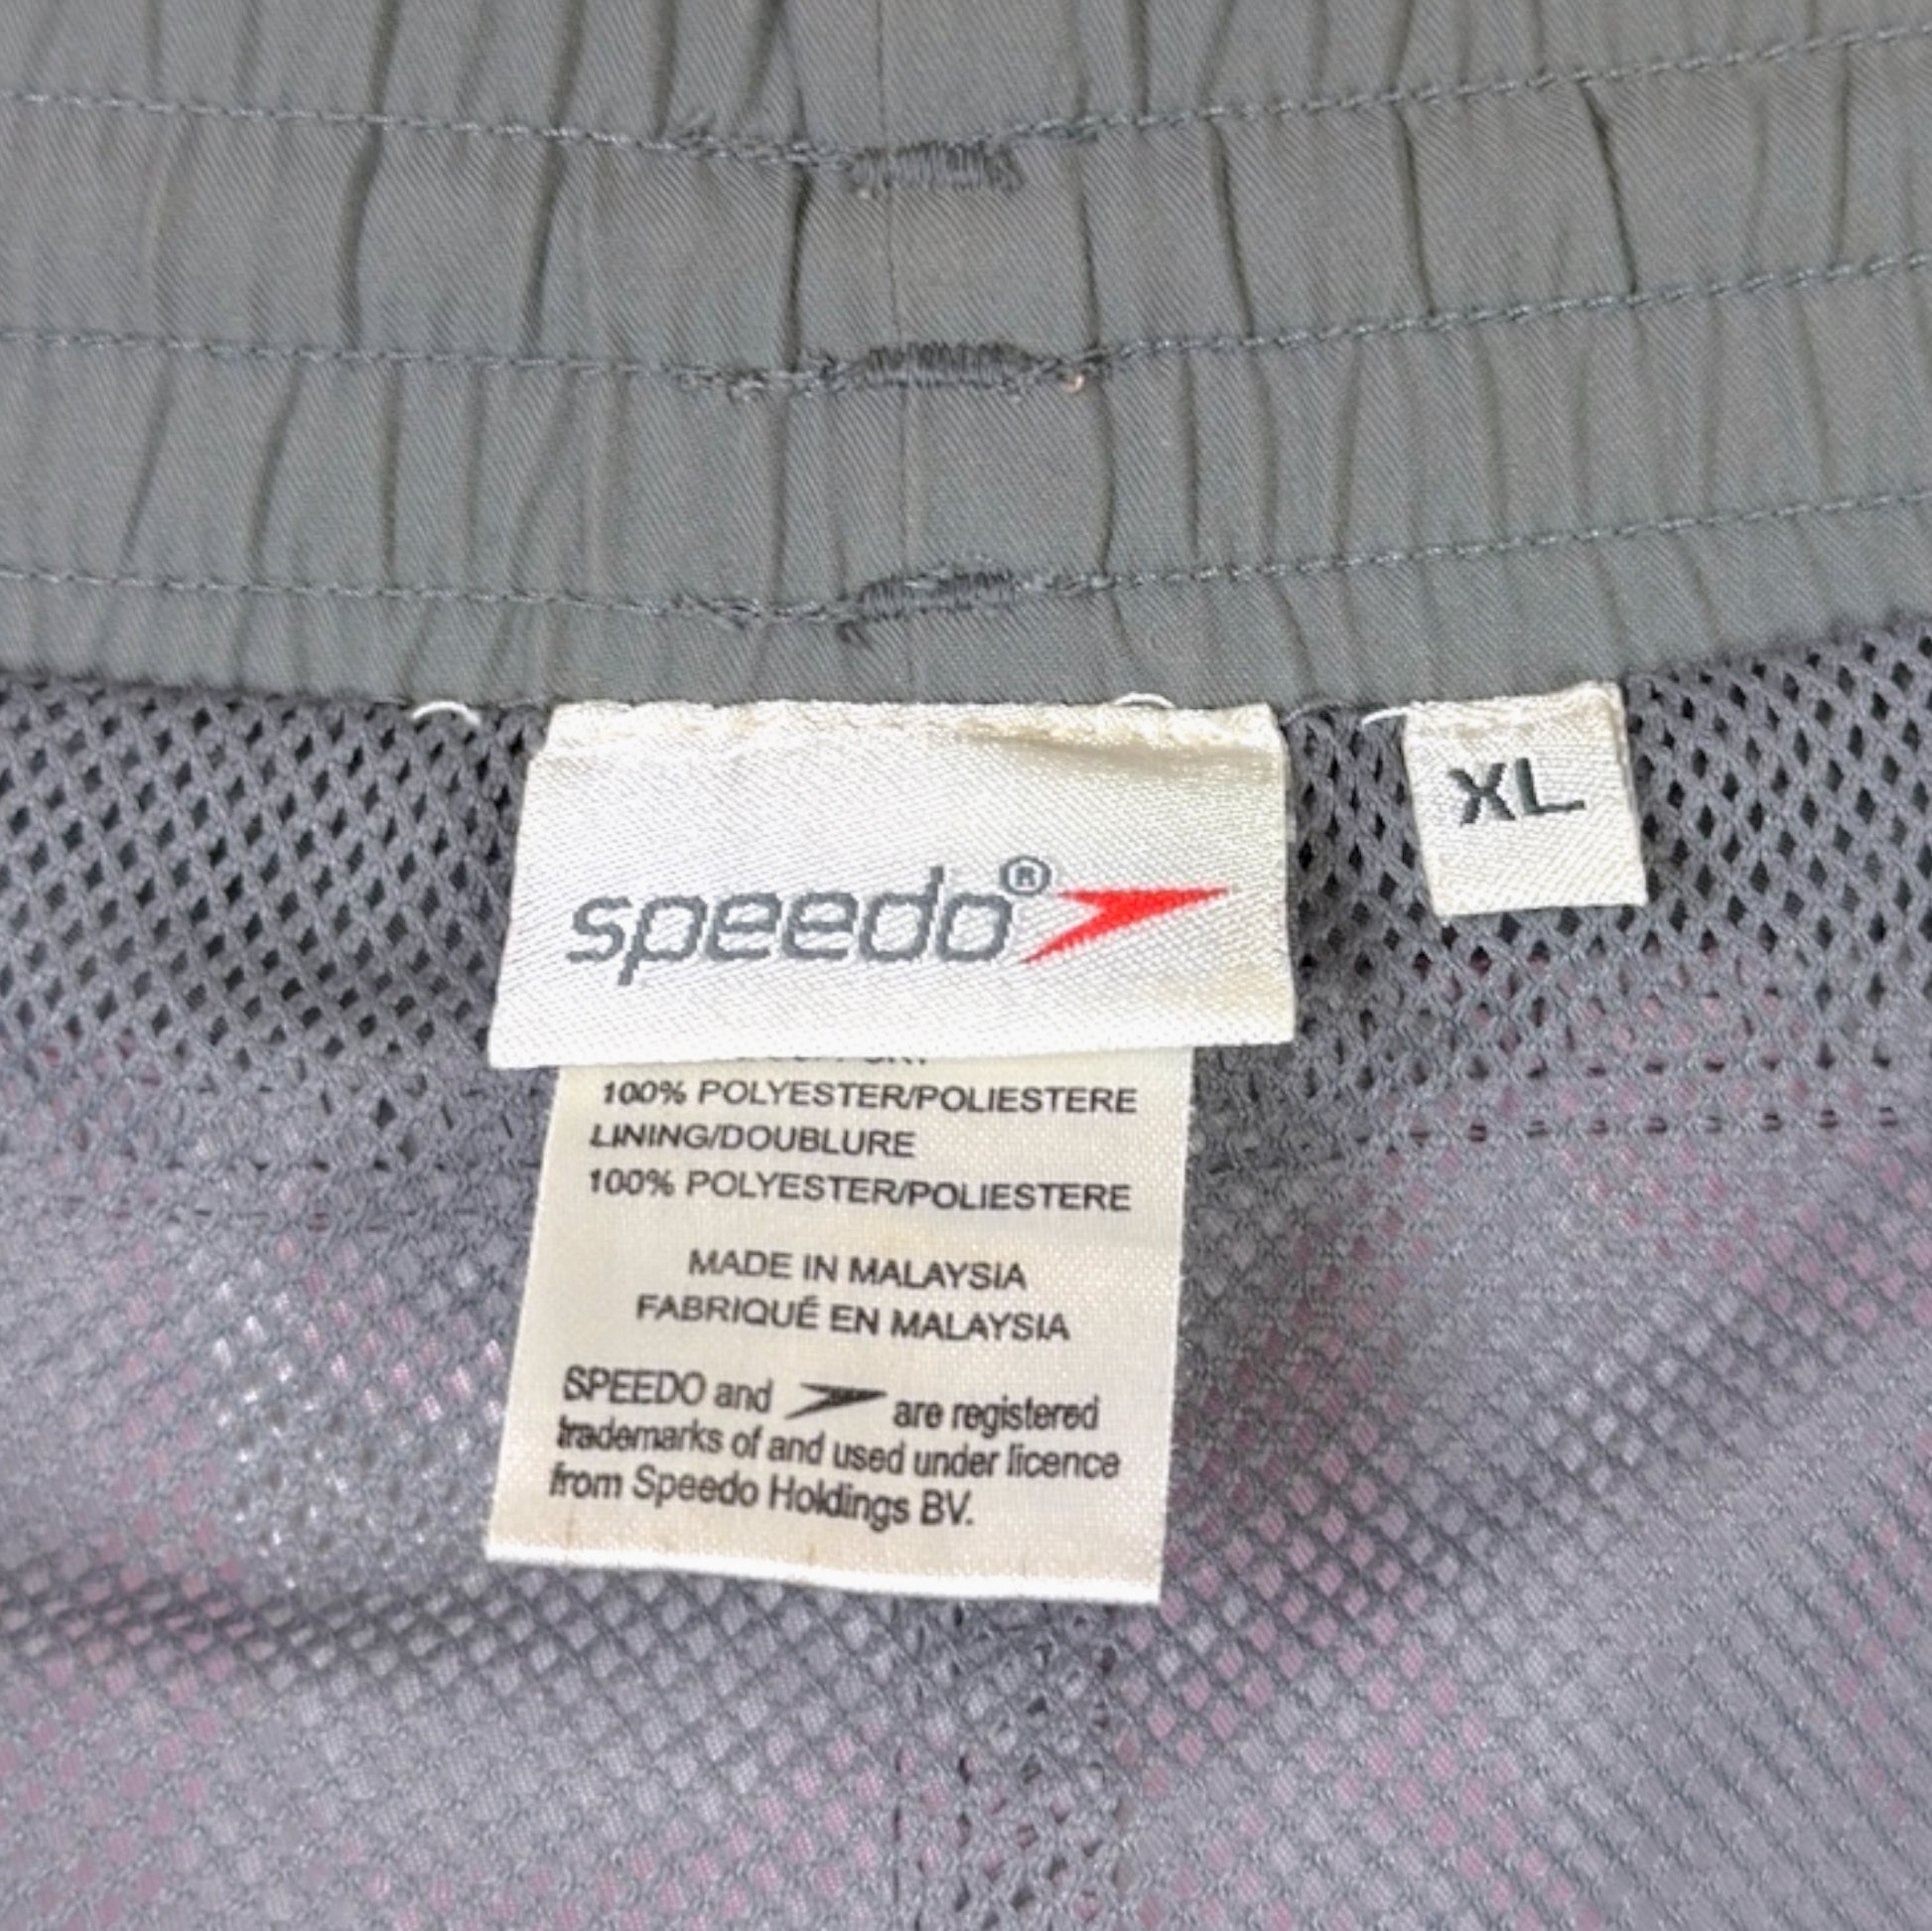 speedo®
XL
100% POLYESTER/POLIESTERE
LINING/DOUBLURE
100% POLYESTER/POLIESTERE
MADE IN MALAYSIA
FABRIQUÉ EN MALAYSIA
SPEEDO and are registered
trademarks of and used under licence
from Speedo Holdings BV.